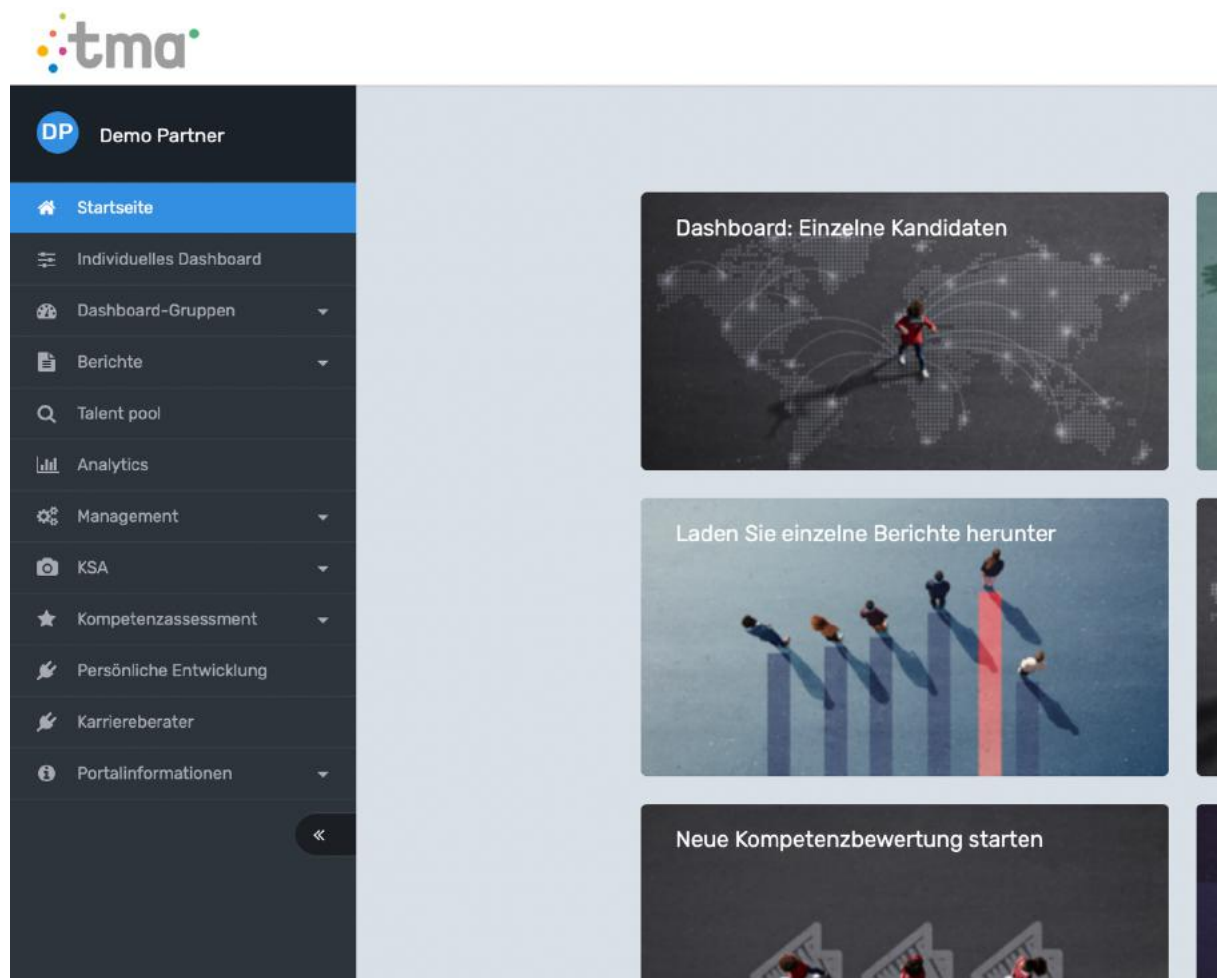 tma
DP Demo Partner
Startseite
Individuelles Dashboard
Dashboard-Gruppen
Berichte
Talent pool
Analytics
Management
KSA
Kompetenzassessment
Persönliche Entwicklung
Karriereberater
Portalinformationen
Dashboard: Einzelne Kandidaten
Laden Sie einzelne Berichte herunter
Neue Kompetenzbewertung starten